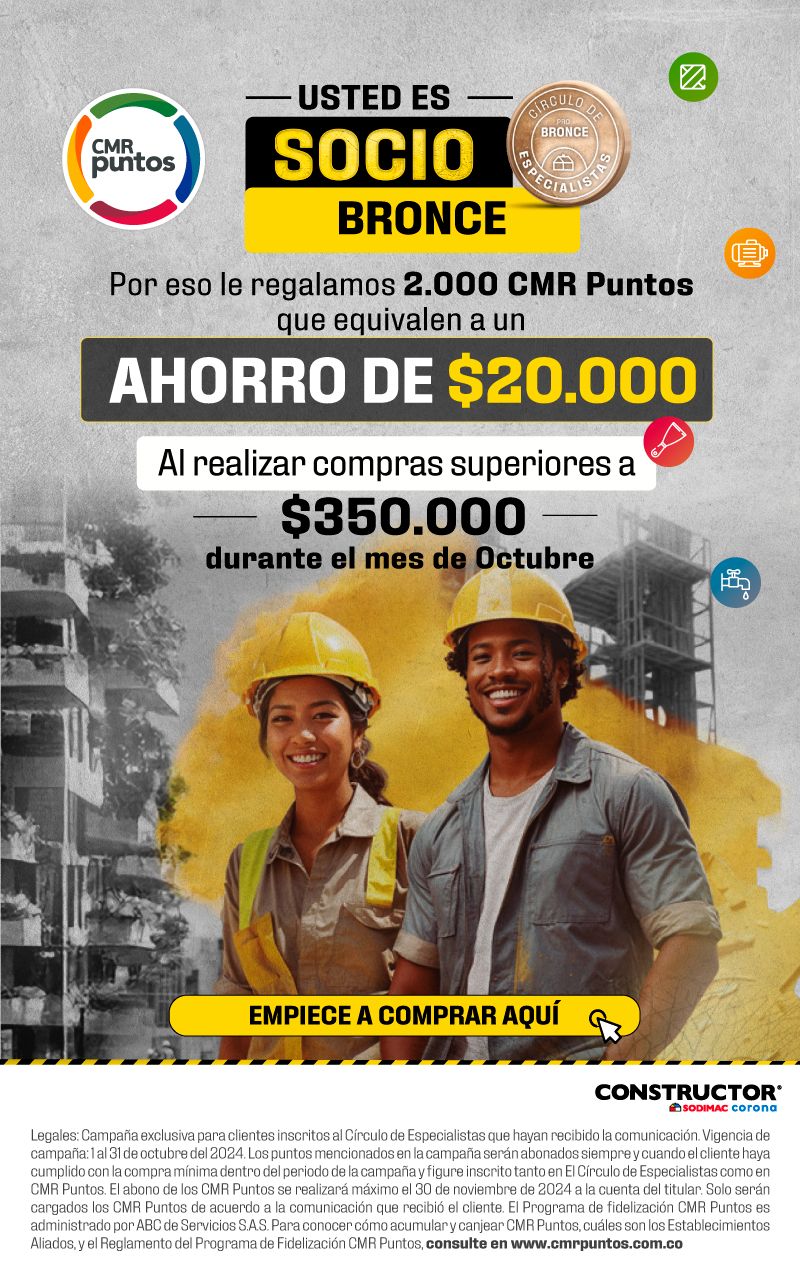 CMR
puntos
USTED ES
SOCIO
BRONCE
CÍRCULO DE
PRO
BRONCE
ESPECIALISTAS
Por eso le regalamos 2.000 CMR Puntos
que equivalen a un
AHORRO DE $20.000
Al realizar compras superiores a
$350.000
durante el mes de Octubre
EMPIECE A COMPRAR AQUÍ
CONSTRUCTOR®
SODIMAC corona
Legales: Campaña exclusiva para clientes inscritos al Círculo de Especialistas que hayan recibido la comunicación. Vigencia de
campaña: 1 al 31 de octubre del 2024. Los puntos mencionados en la campaña serán abonados siempre y cuando el cliente haya
cumplido con la compra mínima dentro del periodo de la campaña y figure inscrito tanto en El Círculo de Especialistas como en
CMR Puntos. El abono de los CMR Puntos se realizará máximo el 30 de noviembre de 2024 a la cuenta del titular. Solo serán
cargados los CMR Puntos de acuerdo a la comunicación que recibió el cliente. El Programa de fidelización CMR Puntos es
administrado por ABC de Servicios S.A.S. Para conocer cómo acumular y canjear CMR Puntos, cuáles son los Establecimientos
Aliados, y el Reglamento del Programa de Fidelización CMR Puntos, consulte en www.cmrpuntos.com.co